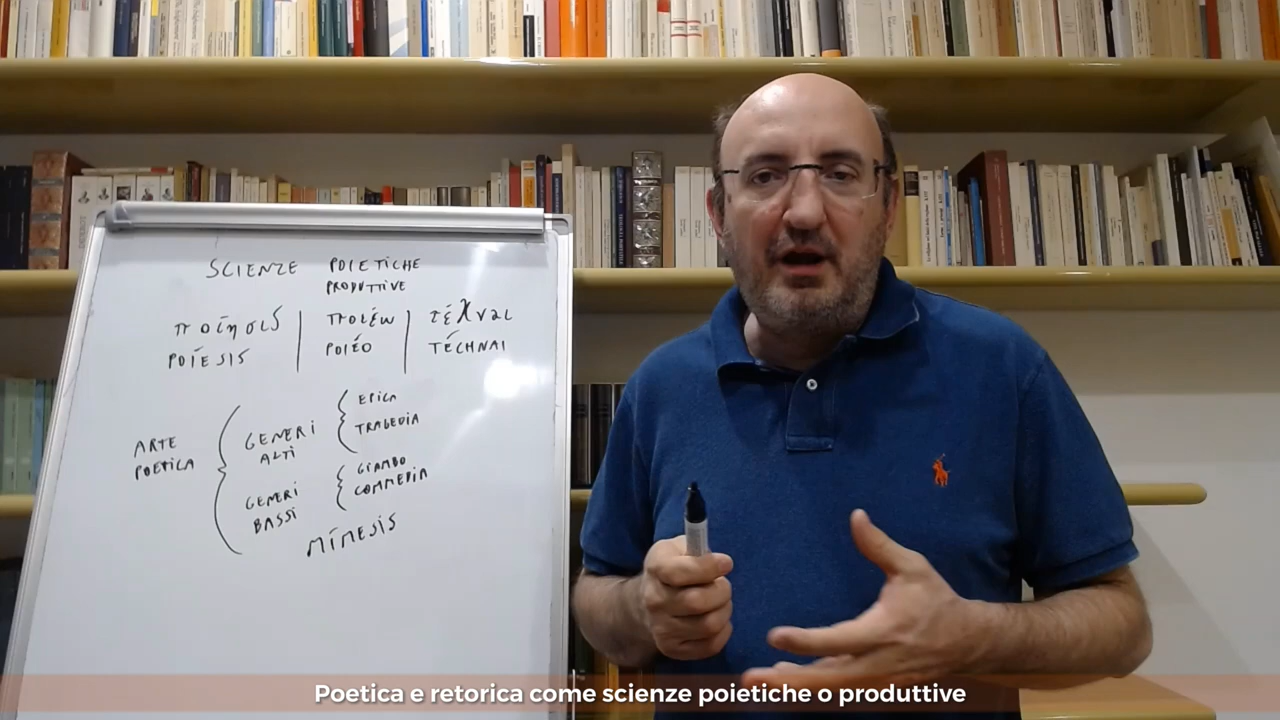 SCIENZE POIETICHE
PRODUTTIVE
ποίησις | ποιέω | τέχναι
POÍESIS | POIÉO | TÉCHNAI
ARTE
POETICA
GENERI
ALTI
EPICA
TRAGEDIA
GENERI
BASSI
GIAMBO
COMMEDIA
MÍMESIS
Poetica e retorica come scienze poietiche o produttive